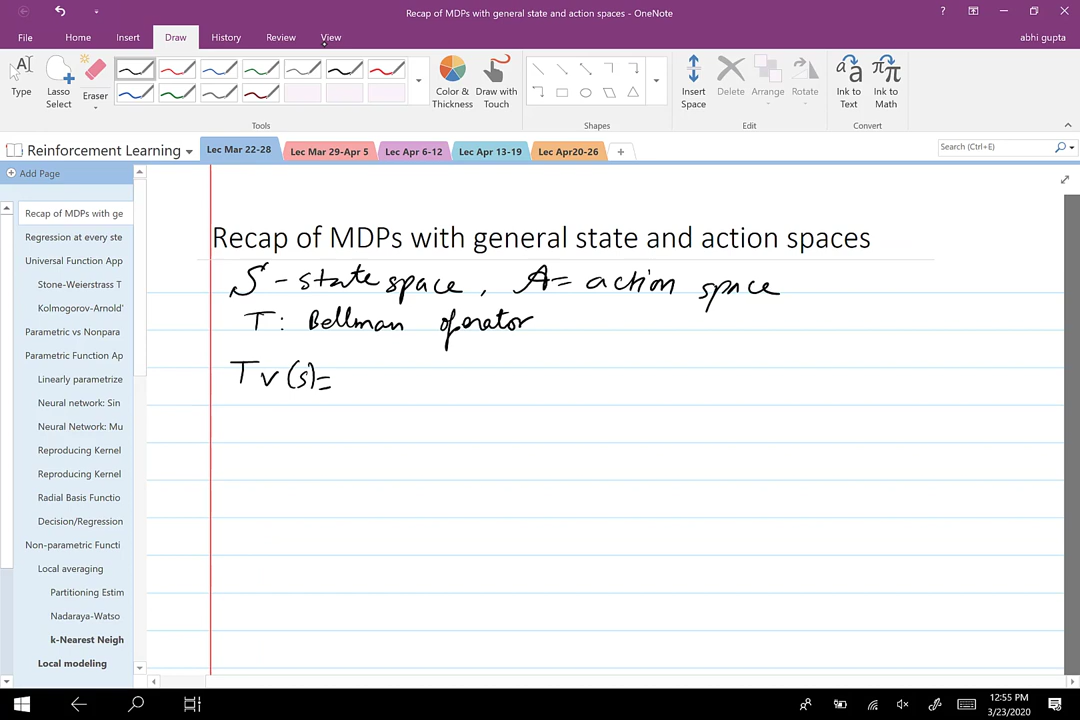 Recap of MDPs with general state and action spaces - OneNote
?
File Home Insert Draw History Review View
abhi gupta
Type
Lasso Select
Eraser
Color & Thickness
Draw with Touch
Insert Space
Delete
Arrange
Rotate
Ink to Text
Ink to Math
Tools Shapes Edit Convert
Reinforcement Learning
Lec Mar 22-28 Lec Mar 29-Apr 5 Lec Apr 6-12 Lec Apr 13-19 Lec Apr20-26 +
Search (Ctrl+E)
Add Page
Recap of MDPs with ge
Regression at every ste
Universal Function App
Stone-Weierstrass T
Kolmogorov-Arnold'
Parametric vs Nonpara
Parametric Function Ap
Linearly parametrize
Neural network: Sin
Neural Network: Mu
Reproducing Kernel
Reproducing Kernel
Radial Basis Functio
Decision/Regression
Non-parametric Functi
Local averaging
Partitioning Estim
Nadaraya-Watso
k-Nearest Neigh
Local modeling
Recap of MDPs with general state and action spaces
S - state space, A = action space
T: Bellman operator
Tv(s)=
12:55 PM
3/23/2020